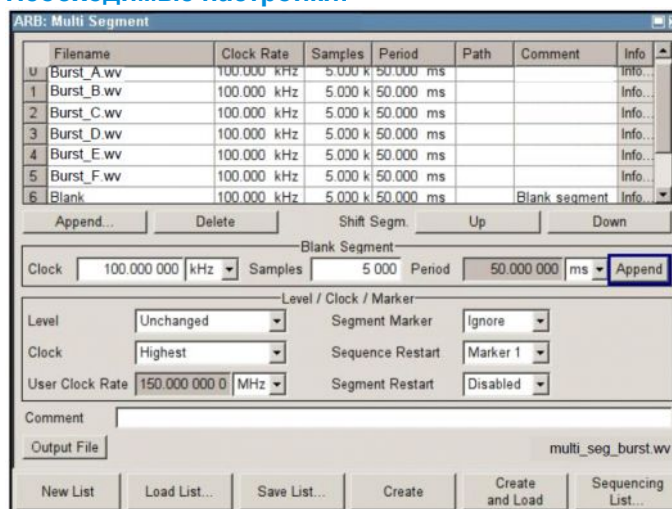 Необходимые настройки:
ARB: Multi Segment
Filename Clock Rate Samples Period Path Comment Info
0 Burst_A.wv 100.000 kHz 5.000 k 50.000 ms Info...
1 Burst_B.wv 100.000 kHz 5.000 k 50.000 ms Info...
2 Burst_C.wv 100.000 kHz 5.000 k 50.000 ms Info...
3 Burst_D.wv 100.000 kHz 5.000 k 50.000 ms Info...
4 Burst_E.wv 100.000 kHz 5.000 k 50.000 ms Info...
5 Burst_F.wv 100.000 kHz 5.000 k 50.000 ms Info...
6 Blank 100.000 kHz 5.000 k 50.000 ms Blank segment Info...
Append... Delete Shift Segm. Up Down
Blank Segment
Clock 100.000 000 kHz Samples 5 000 Period 50.000 000 ms Append
Level / Clock / Marker
Level Unchanged Segment Marker Ignore
Clock Highest Sequence Restart Marker 1
User Clock Rate 150.000 000 0 MHz Segment Restart Disabled
Comment
Output File multi_seg_burst.wv
New List Load List... Save List... Create Create and Load Sequencing List...